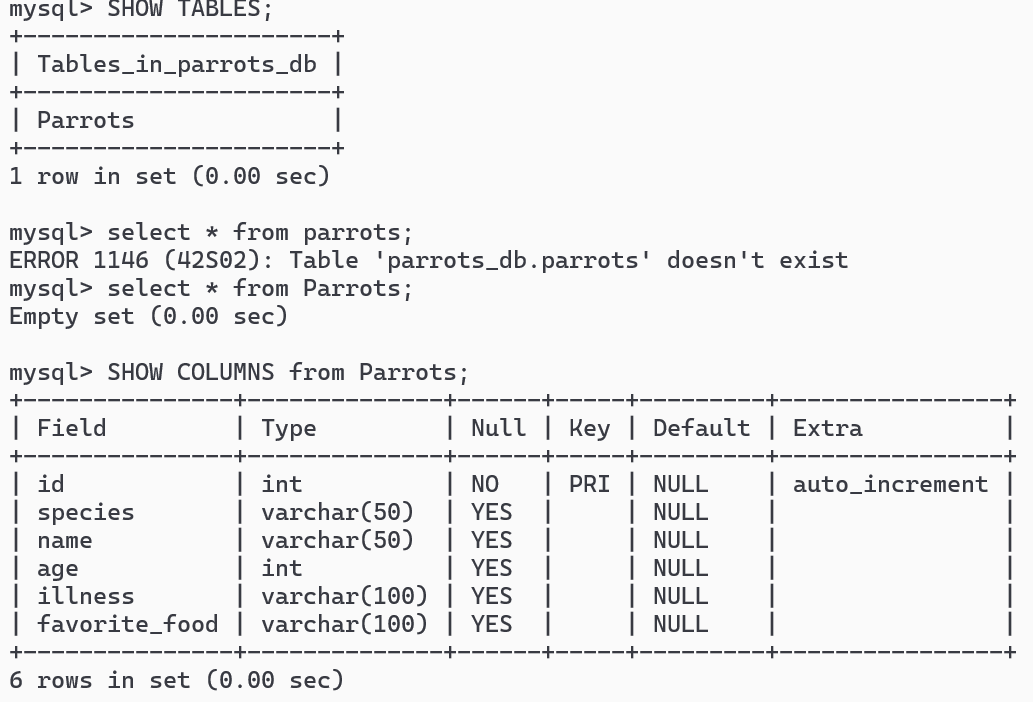 mysql> SHOW TABLES;
+----------------------+
| Tables_in_parrots_db |
+----------------------+
| Parrots              |
+----------------------+
1 row in set (0.00 sec)

mysql> select * from parrots;
ERROR 1146 (42S02): Table 'parrots_db.parrots' doesn't exist
mysql> select * from Parrots;
Empty set (0.00 sec)

mysql> SHOW COLUMNS from Parrots;
+---------------+--------------+------+-----+---------+----------------+
| Field         | Type         | Null | Key | Default | Extra          |
+---------------+--------------+------+-----+---------+----------------+
| id            | int          | NO   | PRI | NULL    | auto_increment |
| species       | varchar(50)  | YES  |     | NULL    |                |
| name          | varchar(50)  | YES  |     | NULL    |                |
| age           | int          | YES  |     | NULL    |                |
| illness       | varchar(100) | YES  |     | NULL    |                |
| favorite_food | varchar(100) | YES  |     | NULL    |                |
+---------------+--------------+------+-----+---------+----------------+
6 rows in set (0.00 sec)